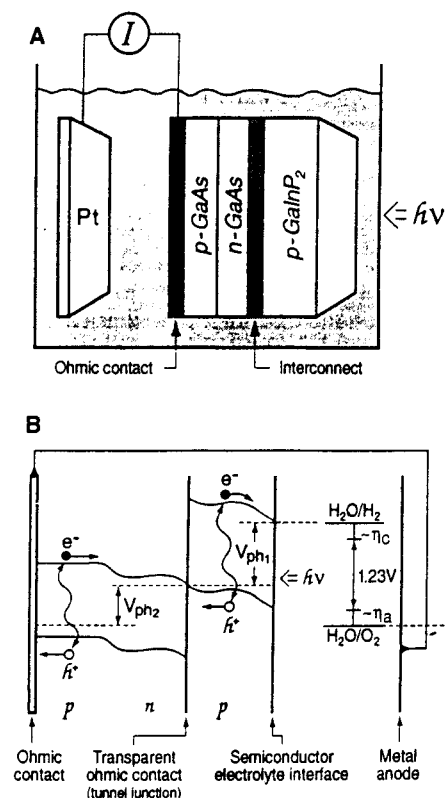 A
I
Pt
p-GaAs
n-GaAs
p-GaInP₂
⇐ hν
Ohmic contact
Interconnect
B
e⁻
H₂O/H₂
e⁻
~ηc
Vph₁
⇐ hν
1.23V
Vph₂
h⁺
~ηa
H₂O/O₂
h⁺
p
n
p
Ohmic contact
Transparent ohmic contact (tunnel junction)
Semiconductor electrolyte interface
Metal anode